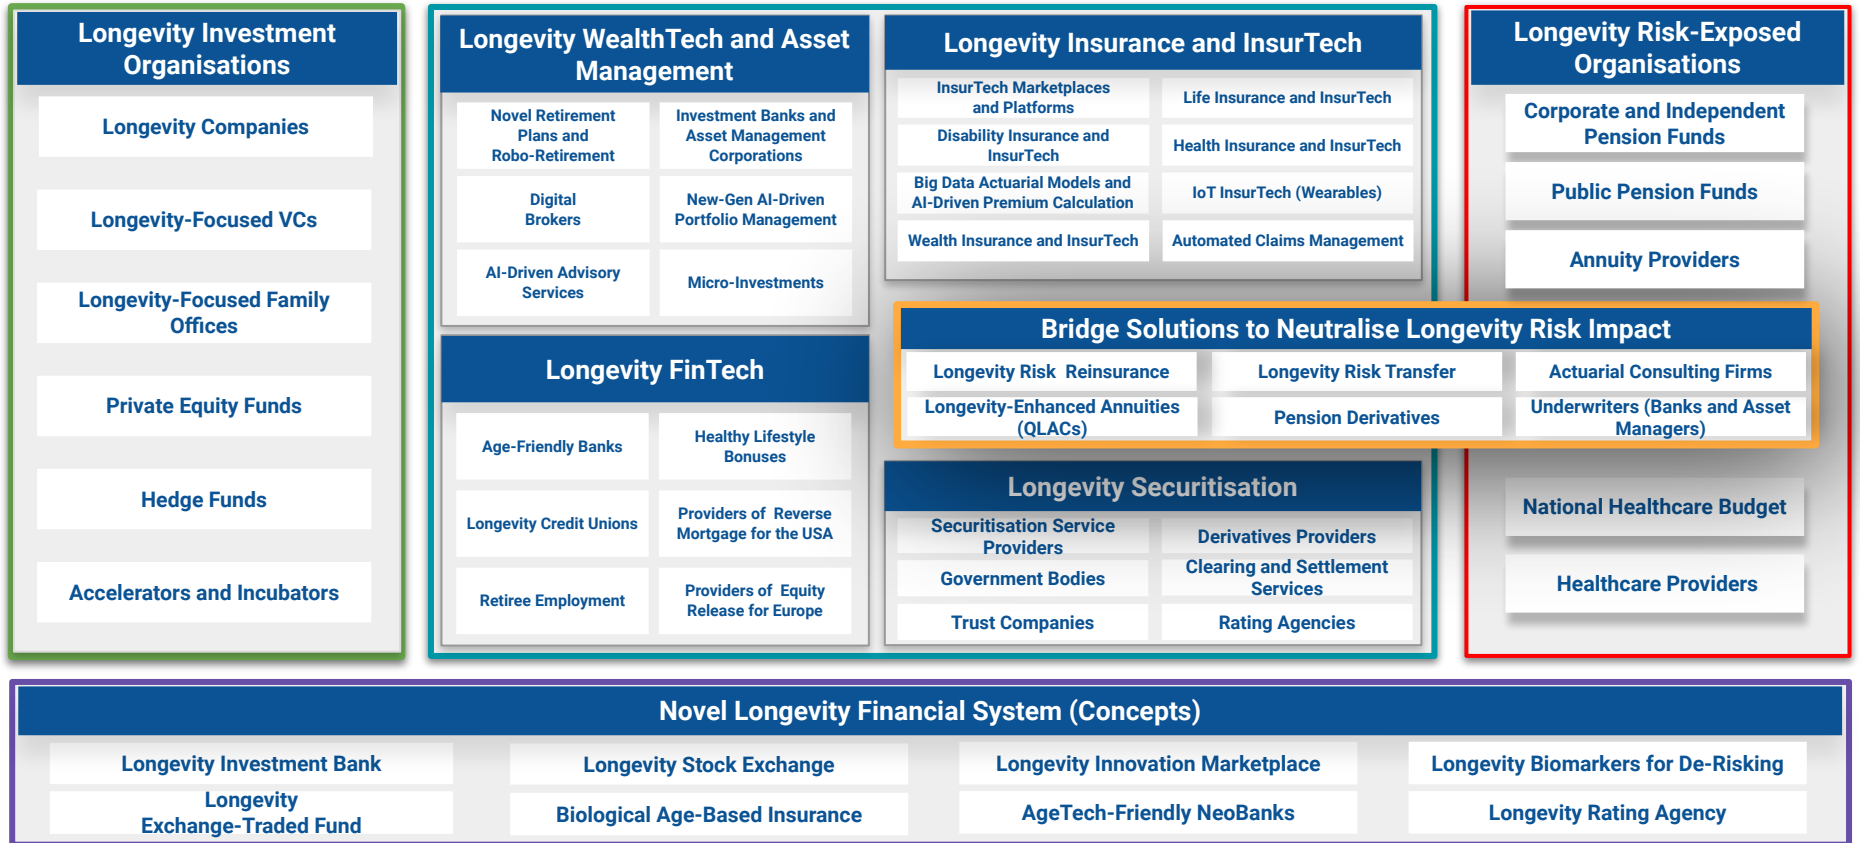 Longevity Investment
Organisations
Longevity Companies
Longevity-Focused VCs
Longevity-Focused Family
Offices
Private Equity Funds
Hedge Funds
Accelerators and Incubators
Longevity WealthTech and Asset
Management
Novel Retirement
Plans and
Robo-Retirement
Investment Banks and
Asset Management
Corporations
Digital
Brokers
New-Gen AI-Driven
Portfolio Management
AI-Driven Advisory
Services
Micro-Investments
Longevity FinTech
Age-Friendly Banks
Healthy Lifestyle
Bonuses
Longevity Credit Unions
Providers of Reverse
Mortgage for the USA
Retiree Employment
Providers of Equity
Release for Europe
Longevity Insurance and InsurTech
InsurTech Marketplaces
and Platforms
Life Insurance and InsurTech
Disability Insurance and
InsurTech
Health Insurance and InsurTech
Big Data Actuarial Models and
AI-Driven Premium Calculation
IoT InsurTech (Wearables)
Wealth Insurance and InsurTech
Automated Claims Management
Bridge Solutions to Neutralise Longevity Risk Impact
Longevity Risk Reinsurance
Longevity Risk Transfer
Actuarial Consulting Firms
Longevity-Enhanced Annuities
(QLACs)
Pension Derivatives
Underwriters (Banks and Asset
Managers)
Longevity Securitisation
Securitisation Service
Providers
Derivatives Providers
Government Bodies
Clearing and Settlement
Services
Trust Companies
Rating Agencies
Longevity Risk-Exposed
Organisations
Corporate and Independent
Pension Funds
Public Pension Funds
Annuity Providers
National Healthcare Budget
Healthcare Providers
Novel Longevity Financial System (Concepts)
Longevity Investment Bank
Longevity Stock Exchange
Longevity Innovation Marketplace
Longevity Biomarkers for De-Risking
Longevity
Exchange-Traded Fund
Biological Age-Based Insurance
AgeTech-Friendly NeoBanks
Longevity Rating Agency